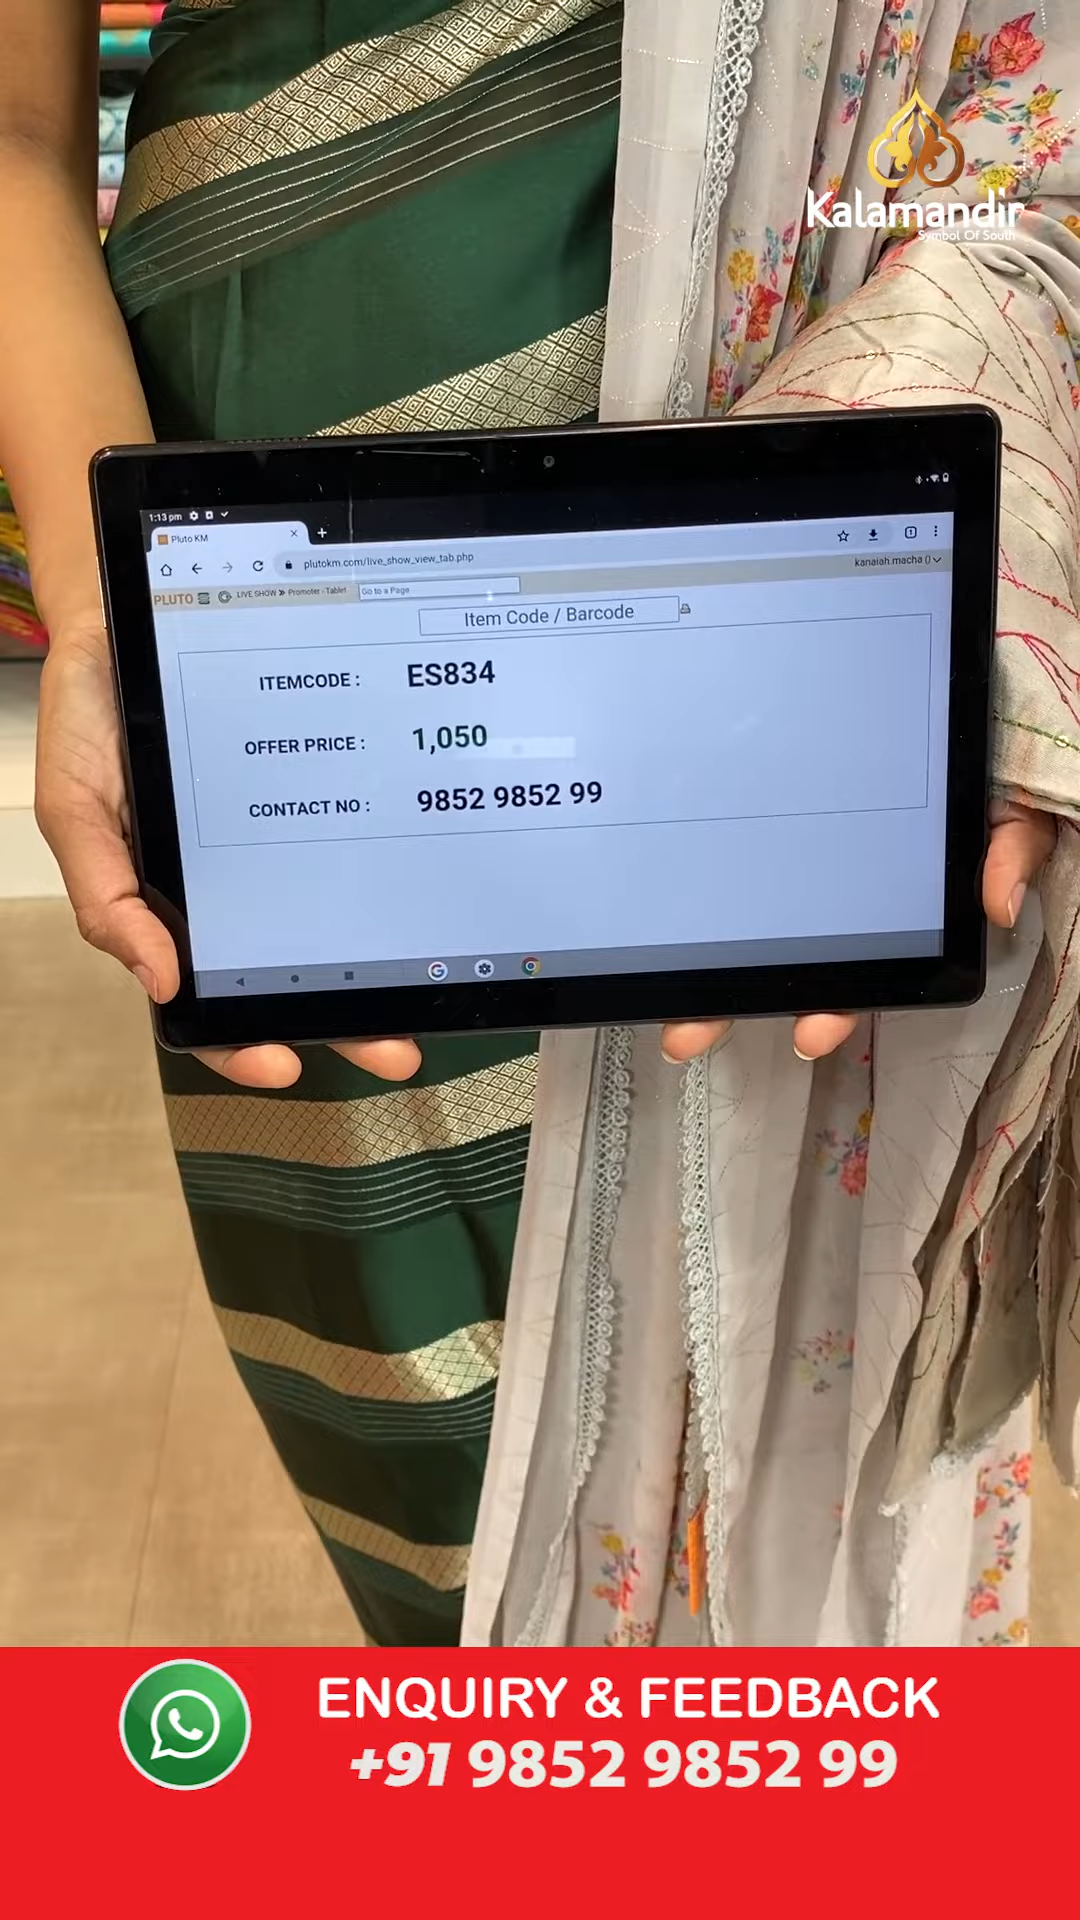 Kalamandir
Symbol Of South
1:13 pm
Pluto KM
plutokm.com/live_show_view_tab.php
kanaiah.macha ()
PLUTO
LIVE SHOW >> Promoter - Tablet
Go to a Page
Item Code / Barcode
ITEMCODE : ES834
OFFER PRICE : 1,050
CONTACT NO : 9852 9852 99
ENQUIRY & FEEDBACK
+91 9852 9852 99